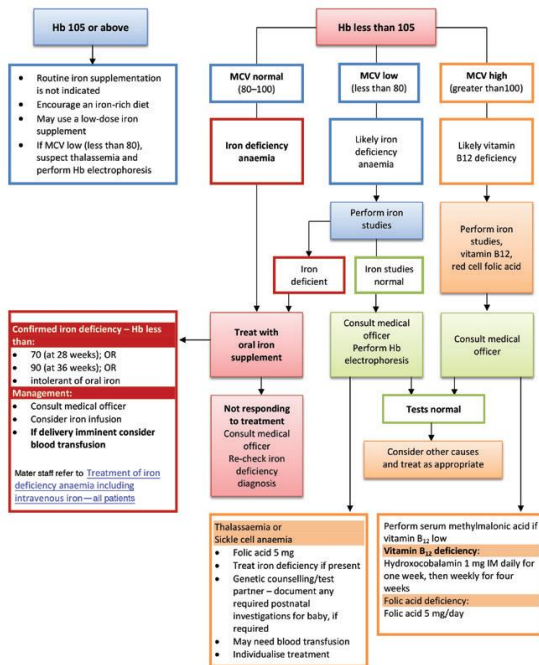 Hb 105 or above
• Routine iron supplementation
is not indicated
• Encourage an iron-rich diet
• May use a low-dose iron
supplement
• If MCV low (less than 80),
suspect thalassemia and
perform Hb electrophoresis
Hb less than 105
MCV normal
(80–100)
MCV low
(less than 80)
MCV high
(greater than100)
Iron deficiency
anaemia
Likely iron
deficiency
anaemia
Likely vitamin
B12 deficiency
Perform iron
studies
Perform iron
studies,
vitamin B12,
red cell folic acid
Iron
deficient
Iron studies
normal
Treat with
oral iron
supplement
Consult medical
officer
Perform Hb
electrophoresis
Consult medical
officer
Confirmed iron deficiency – Hb less
than:
• 70 (at 28 weeks); OR
• 90 (at 36 weeks); OR
• intolerant of oral iron
Management:
• Consult medical officer
• Consider iron infusion
• If delivery imminent consider
blood transfusion
Mater staff refer to Treatment of iron
deficiency anaemia including
intravenous iron—all patients
Not responding
to treatment
Consult medical
officer
Re-check iron
deficiency
diagnosis
Tests normal
Consider other causes
and treat as appropriate
Thalassaemia or
Sickle cell anaemia
• Folic acid 5 mg
• Treat iron deficiency if present
• Genetic counselling/test
partner – document any
required postnatal
investigations for baby, if
required
• May need blood transfusion
• Individualise treatment
Perform serum methylmalonic acid if
vitamin B₁₂ low
Vitamin B₁₂ deficiency:
Hydroxocobalamin 1 mg IM daily for
one week, then weekly for four
weeks
Folic acid deficiency:
Folic acid 5 mg/day